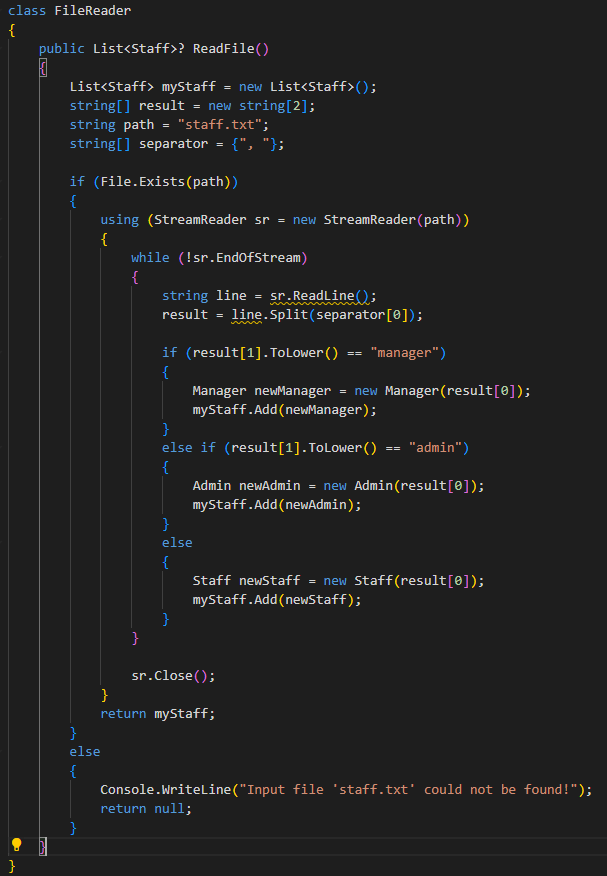 class FileReader
{
    public List<Staff>? ReadFile()
    {
        List<Staff> myStaff = new List<Staff>();
        string[] result = new string[2];
        string path = "staff.txt";
        string[] separator = {", "};

        if (File.Exists(path))
        {
            using (StreamReader sr = new StreamReader(path))
            {
                while (!sr.EndOfStream)
                {
                    string line = sr.ReadLine();
                    result = line.Split(separator[0]);

                    if (result[1].ToLower() == "manager")
                    {
                        Manager newManager = new Manager(result[0]);
                        myStaff.Add(newManager);
                    }
                    else if (result[1].ToLower() == "admin")
                    {
                        Admin newAdmin = new Admin(result[0]);
                        myStaff.Add(newAdmin);
                    }
                    else
                    {
                        Staff newStaff = new Staff(result[0]);
                        myStaff.Add(newStaff);
                    }
                }

                sr.Close();
            }
            return myStaff;
        }
        else
        {
            Console.WriteLine("Input file 'staff.txt' could not be found!");
            return null;
        }
    }
}